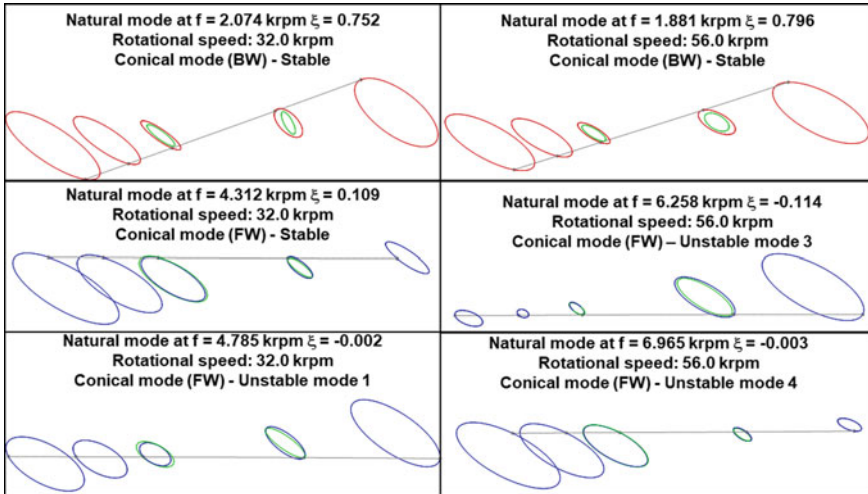 Natural mode at f = 2.074 krpm ξ = 0.752
Rotational speed: 32.0 krpm
Conical mode (BW) - Stable
Natural mode at f = 1.881 krpm ξ = 0.796
Rotational speed: 56.0 krpm
Conical mode (BW) - Stable
Natural mode at f = 4.312 krpm ξ = 0.109
Rotational speed: 32.0 krpm
Conical mode (FW) - Stable
Natural mode at f = 6.258 krpm ξ = -0.114
Rotational speed: 56.0 krpm
Conical mode (FW) – Unstable mode 3
Natural mode at f = 4.785 krpm ξ = -0.002
Rotational speed: 32.0 krpm
Conical mode (FW) - Unstable mode 1
Natural mode at f = 6.965 krpm ξ = -0.003
Rotational speed: 56.0 krpm
Conical mode (FW) - Unstable mode 4